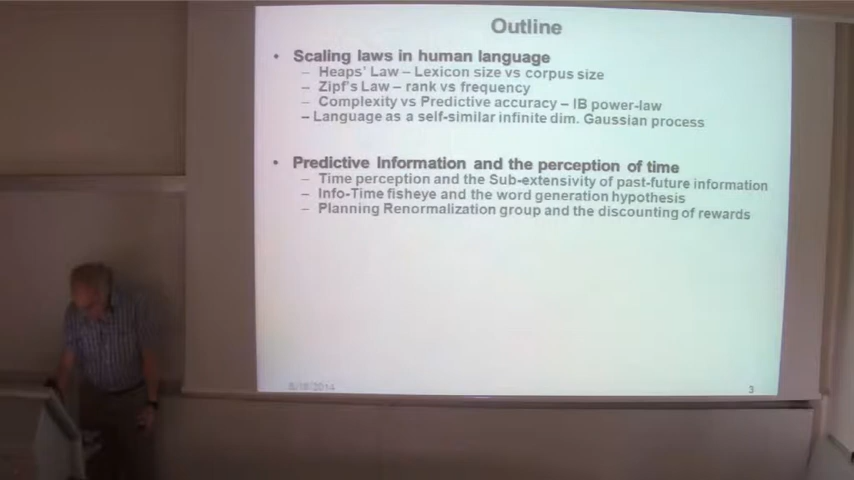 Outline
• Scaling laws in human language
– Heaps' Law – Lexicon size vs corpus size
– Zipf's Law – rank vs frequency
– Complexity vs Predictive accuracy – IB power-law
– Language as a self-similar infinite dim. Gaussian process
• Predictive Information and the perception of time
– Time perception and the Sub-extensivity of past-future information
– Info-Time fisheye and the word generation hypothesis
– Planning Renormalization group and the discounting of rewards
3